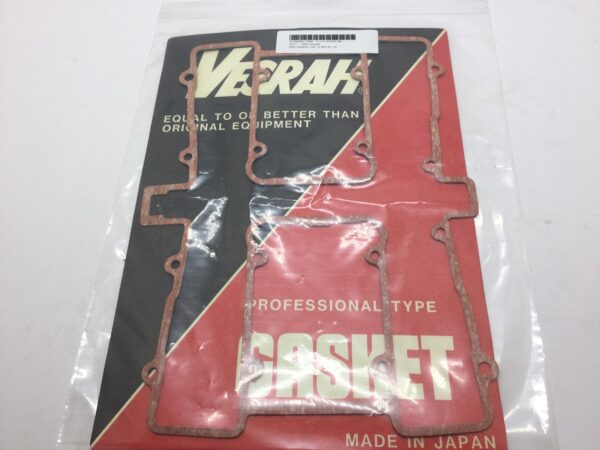 VESRAH®
EQUAL TO OR BETTER THAN
ORIGINAL EQUIPMENT
PROFESSIONAL TYPE
GASKET
MADE IN JAPAN